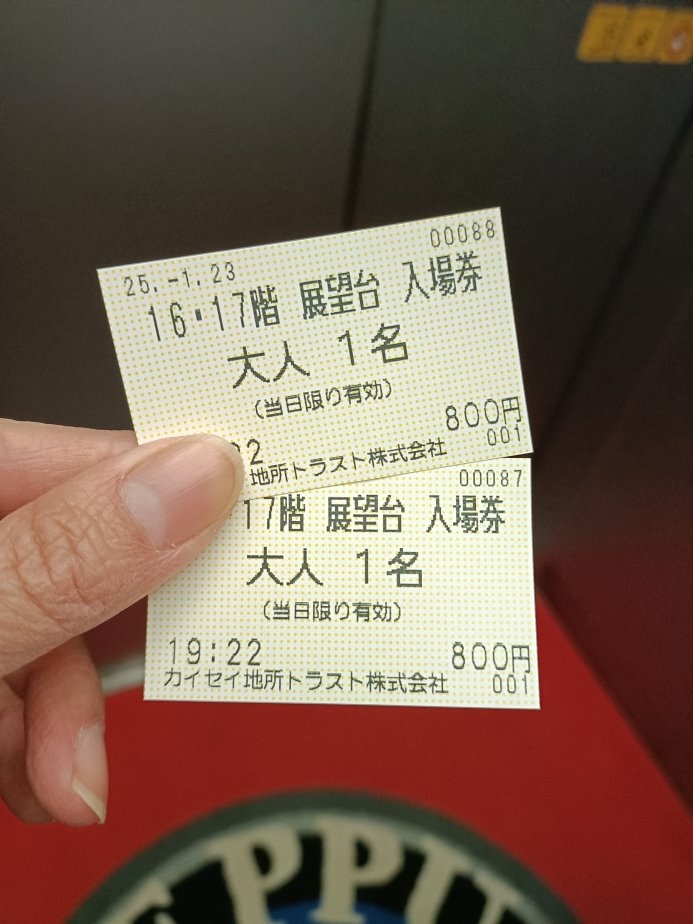 00088
25.-1.23
16・17階 展望台 入場券
大人 1名
(当日限り有効)
800円
22
地所トラスト株式会社
001
00087
17階 展望台 入場券
大人 1名
(当日限り有効)
19:22
800円
カイセイ地所トラスト株式会社
001
PPU